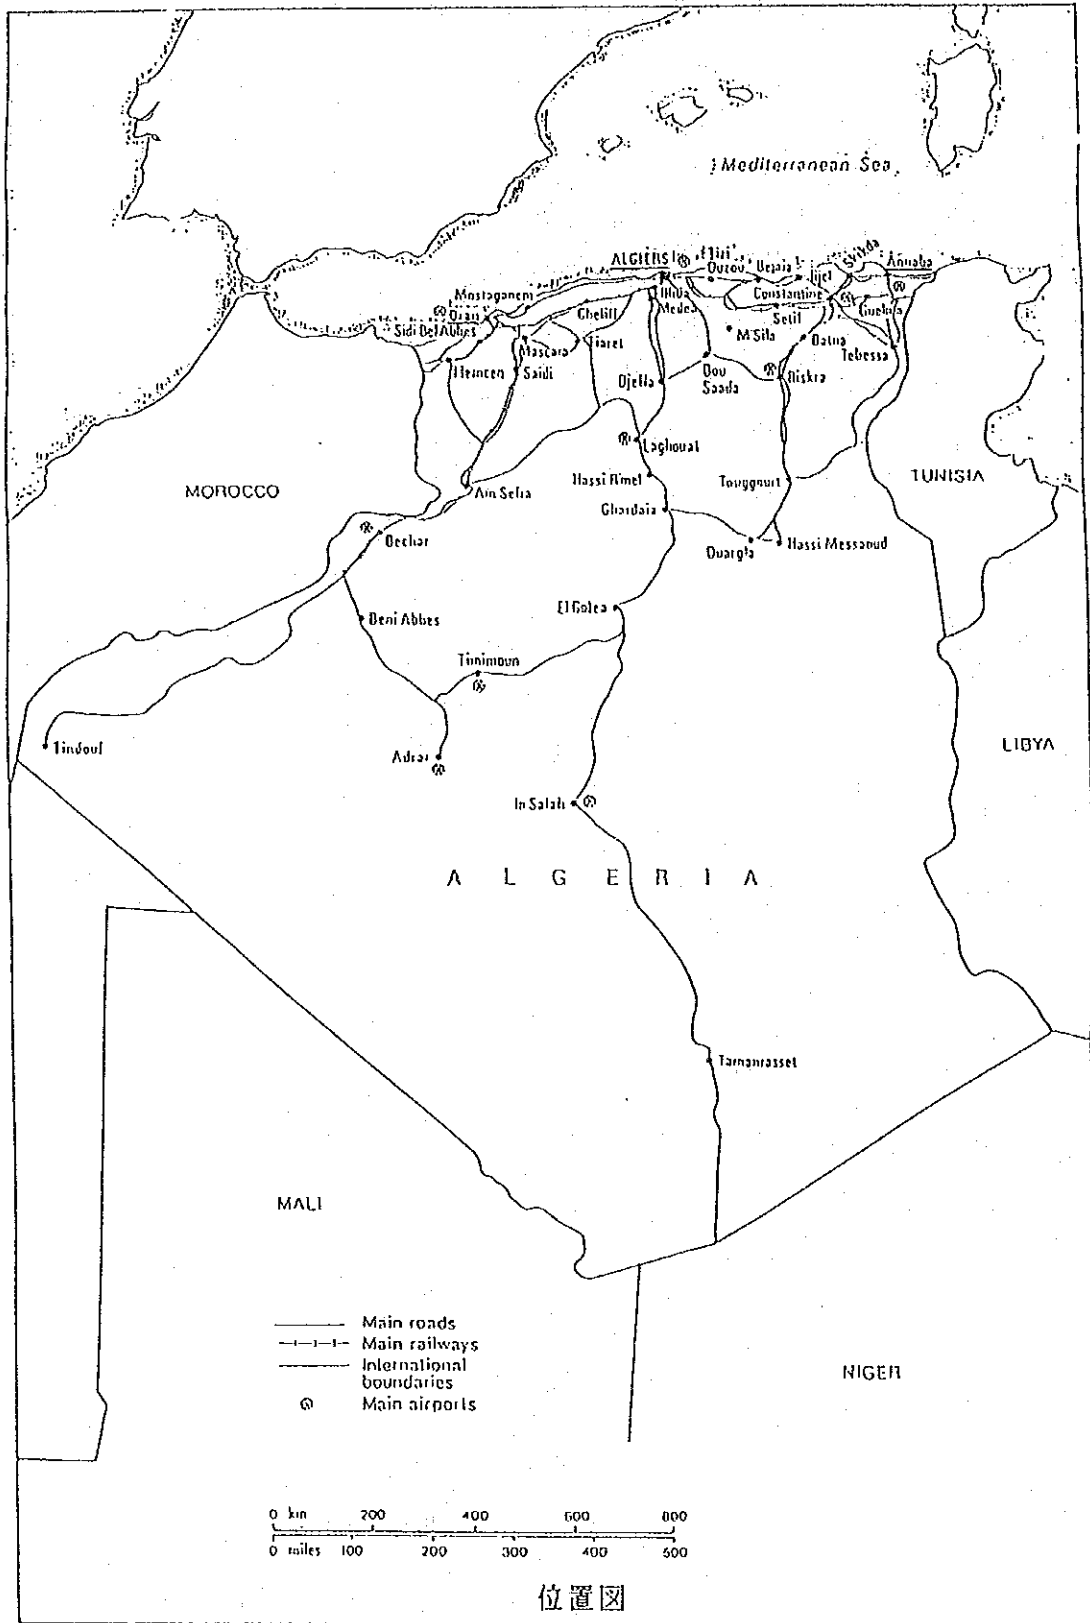 Mediterranean Sea
ALGIERS
Tizi
Ouzou
Bejaia
Jijel
Skikda
Annaba
Mostaganem
Oran
Sidi Bel Abbes
Cheliff
Blida
Medea
Constantine
Setif
Guelma
M'Sila
Batna
Tebessa
Mascara
Tiaret
Tlemcen
Saidi
Djelfa
Bou
Saada
Biskra
Laghouat
MOROCCO
Ain Sefra
Hassi R'mel
Touggourt
TUNISIA
Ghardaia
Bechar
Ouargla
Hassi Messaoud
El Golea
Beni Abbes
Timimoun
Tindouf
Adrar
LIBYA
In Salah
ALGERIA
Tamanrasset
MALI
NIGER
Main roads
Main railways
International
boundaries
Main airports
0 km 200 400 600 800
0 miles 100 200 300 400 500
位置図